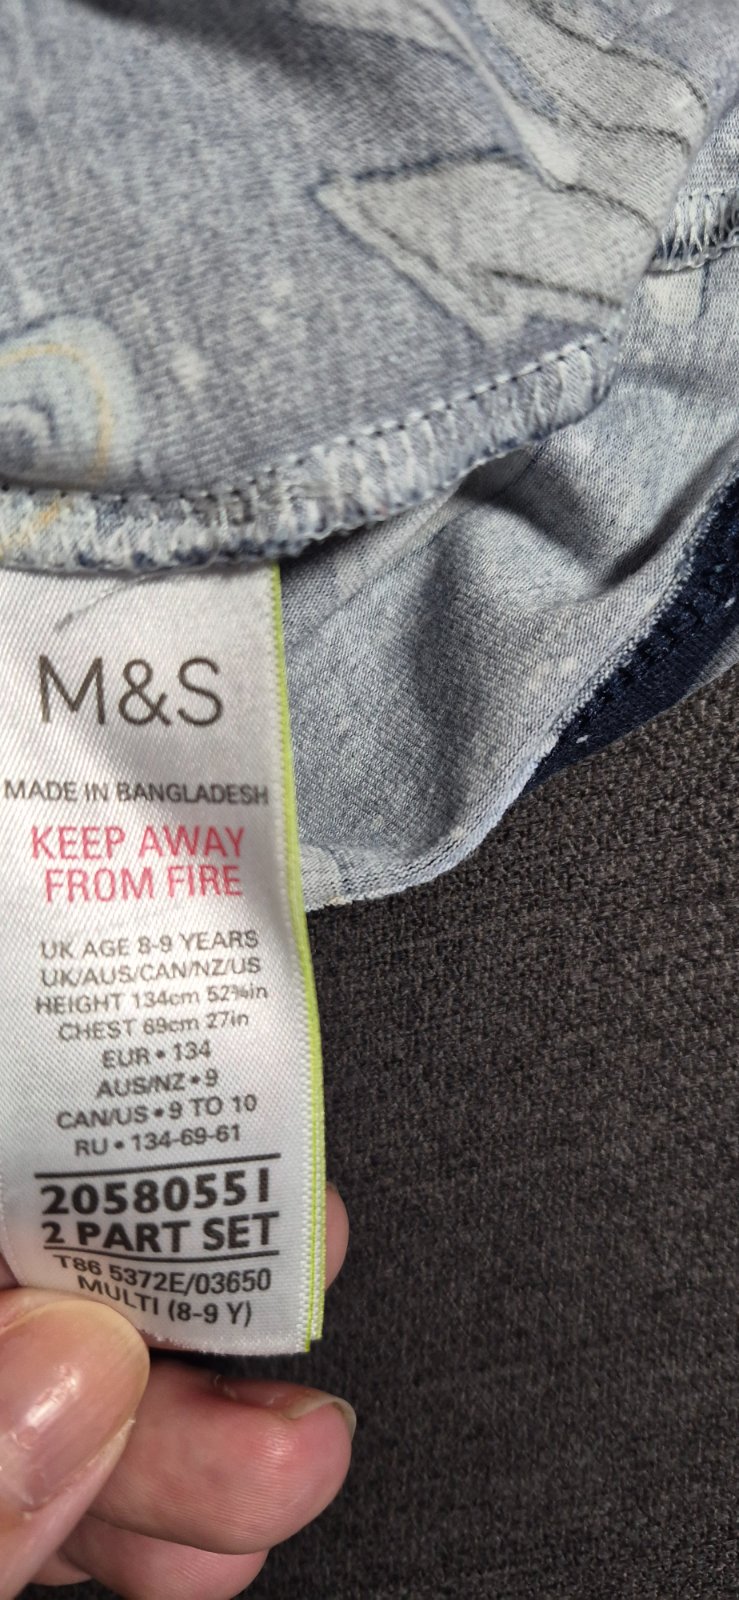 M&S
MADE IN BANGLADESH
KEEP AWAY
FROM FIRE
UK AGE 8-9 YEARS
UK/AUS/CAN/NZ/US
HEIGHT 134cm 52¾in
CHEST 69cm 27in
EUR • 134
AUS/NZ • 9
CAN/US • 9 TO 10
RU • 134-69-61
20580551
2 PART SET
T86 5372E/03650
MULTI (8-9 Y)